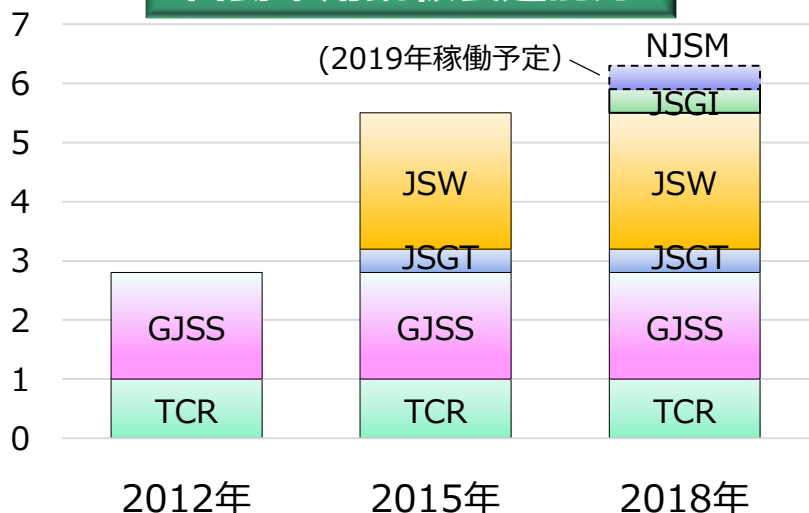 7
6
5
4
3
2
1
0
(2019年稼働予定)
NJSM
JSGI
JSW
JSW
JSGT
JSGT
GJSS
GJSS
GJSS
TCR
TCR
TCR
2012年
2015年
2018年